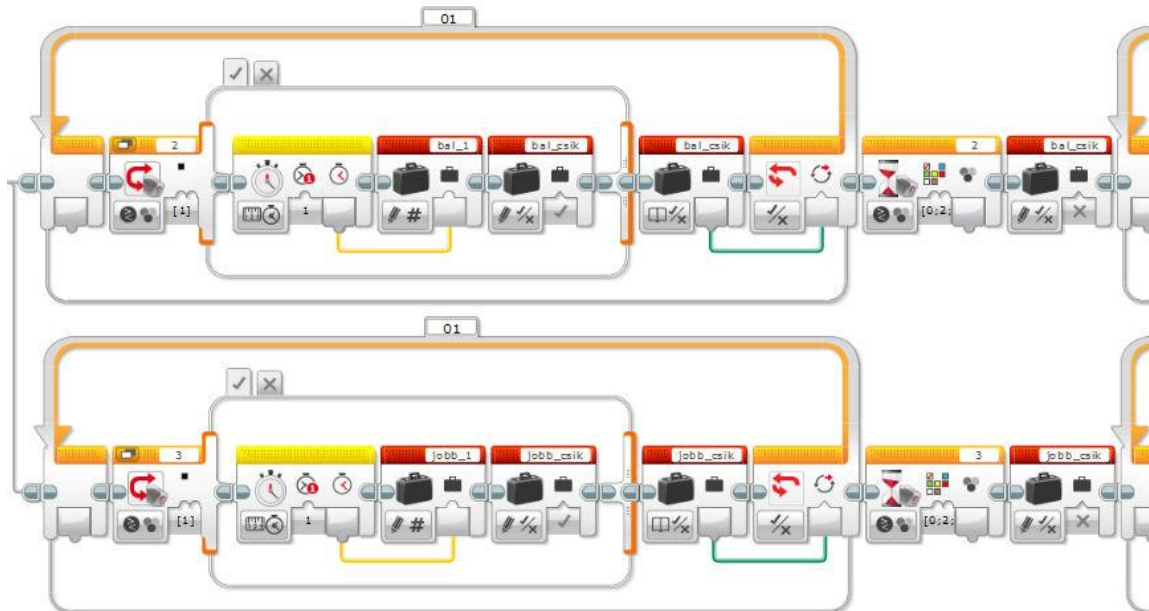 01
2
bal_1
bal_csik
bal_csik
2
bal_csik
[1]
1
#
[0;2;
01
3
jobb_1
jobb_csik
jobb_csik
3
jobb_csik
[1]
1
#
[0;2;